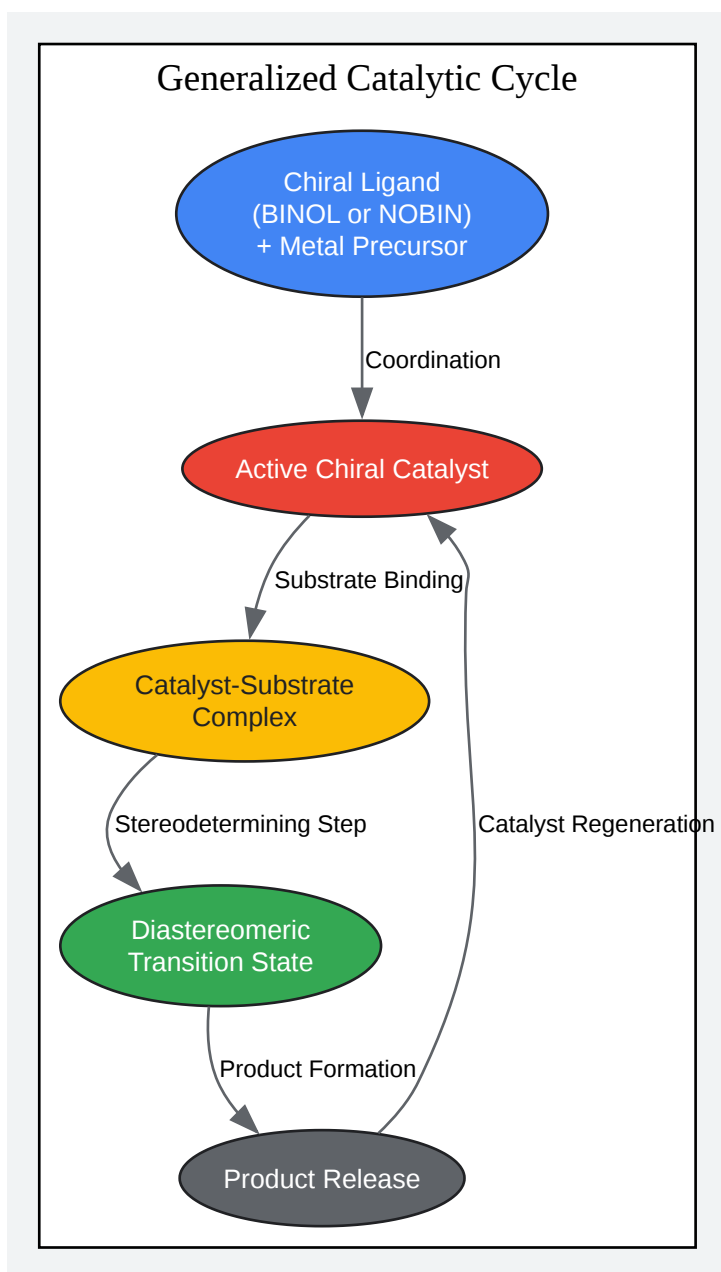 Generalized Catalytic Cycle
Chiral Ligand
(BINOL or NOBIN)
+ Metal Precursor
Coordination
Active Chiral Catalyst
Substrate Binding
Catalyst-Substrate
Complex
Stereodetermining Step
Catalyst Regeneration
Diastereomeric
Transition State
Product Formation
Product Release